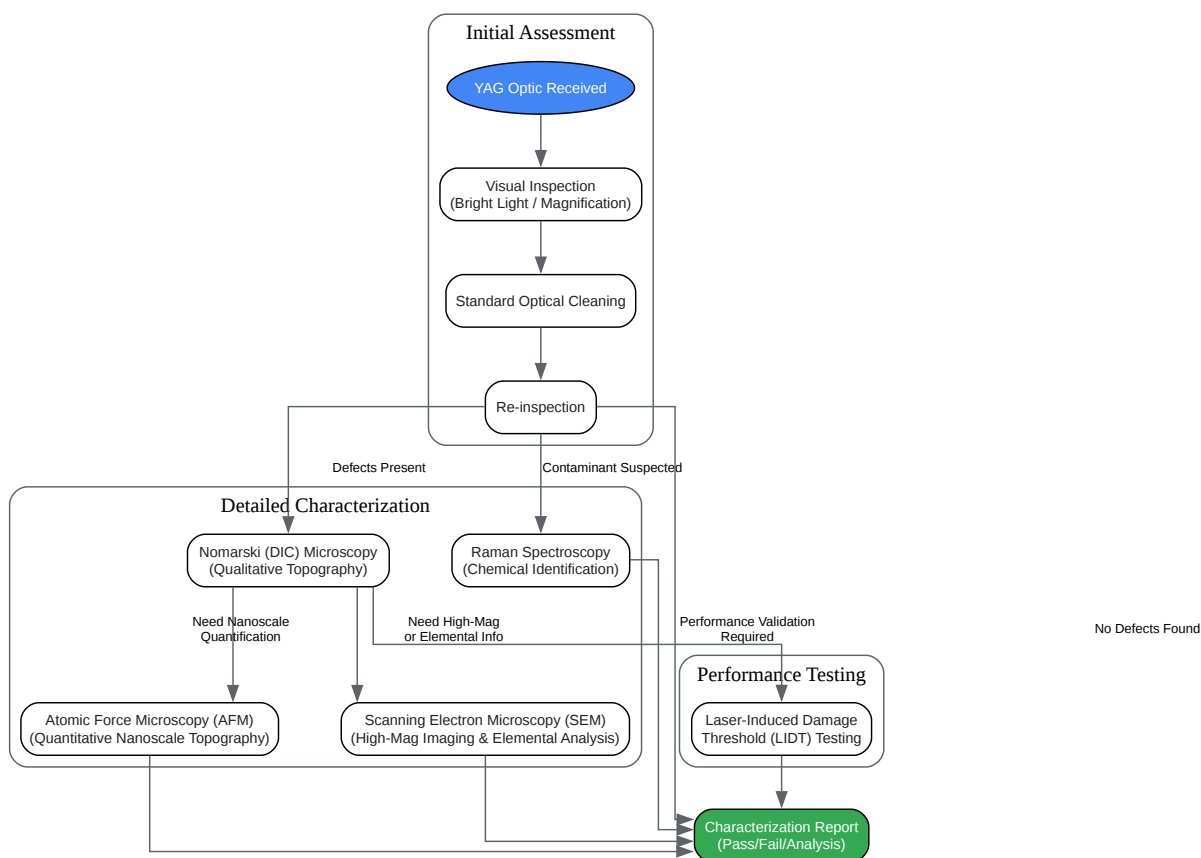 Initial Assessment
YAG Optic Received
Visual Inspection
(Bright Light / Magnification)
Standard Optical Cleaning
Re-inspection
Defects Present
Contaminant Suspected
Detailed Characterization
Nomarski (DIC) Microscopy
(Qualitative Topography)
Raman Spectroscopy
(Chemical Identification)
Need Nanoscale
Quantification
Need High-Mag
or Elemental Info
Performance Validation
Required
No Defects Found
Performance Testing
Atomic Force Microscopy (AFM)
(Quantitative Nanoscale Topography)
Scanning Electron Microscopy (SEM)
(High-Mag Imaging & Elemental Analysis)
Laser-Induced Damage
Threshold (LIDT) Testing
Characterization Report
(Pass/Fail/Analysis)